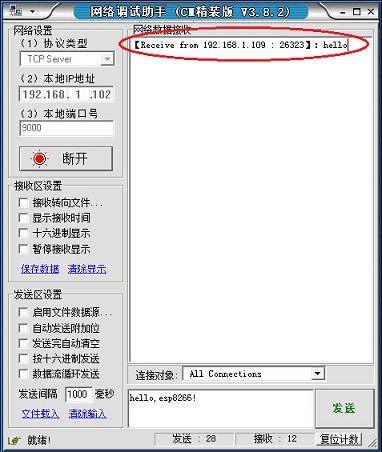 网络调试助手 (C■精装版 V3.8.2)
网络设置
(1) 协议类型
TCP Server
(2) 本地IP地址
192.168. 1 .102
(3) 本地端口号
9000
断开
接收区设置
接收转向文件...
显示接收时间
十六进制显示
暂停接收显示
保存数据 清除显示
发送区设置
启用文件数据源...
自动发送附加位
发送完自动清空
按十六进制发送
数据流循环发送
发送间隔 1000 毫秒
文件载入 清除输入
网络数据接收
【Receive from 192.168.1.109 : 26323】: hello
连接对象: All Connections
hello,esp8266!
发送
就绪!
发送 : 28
接收 : 12
复位计数